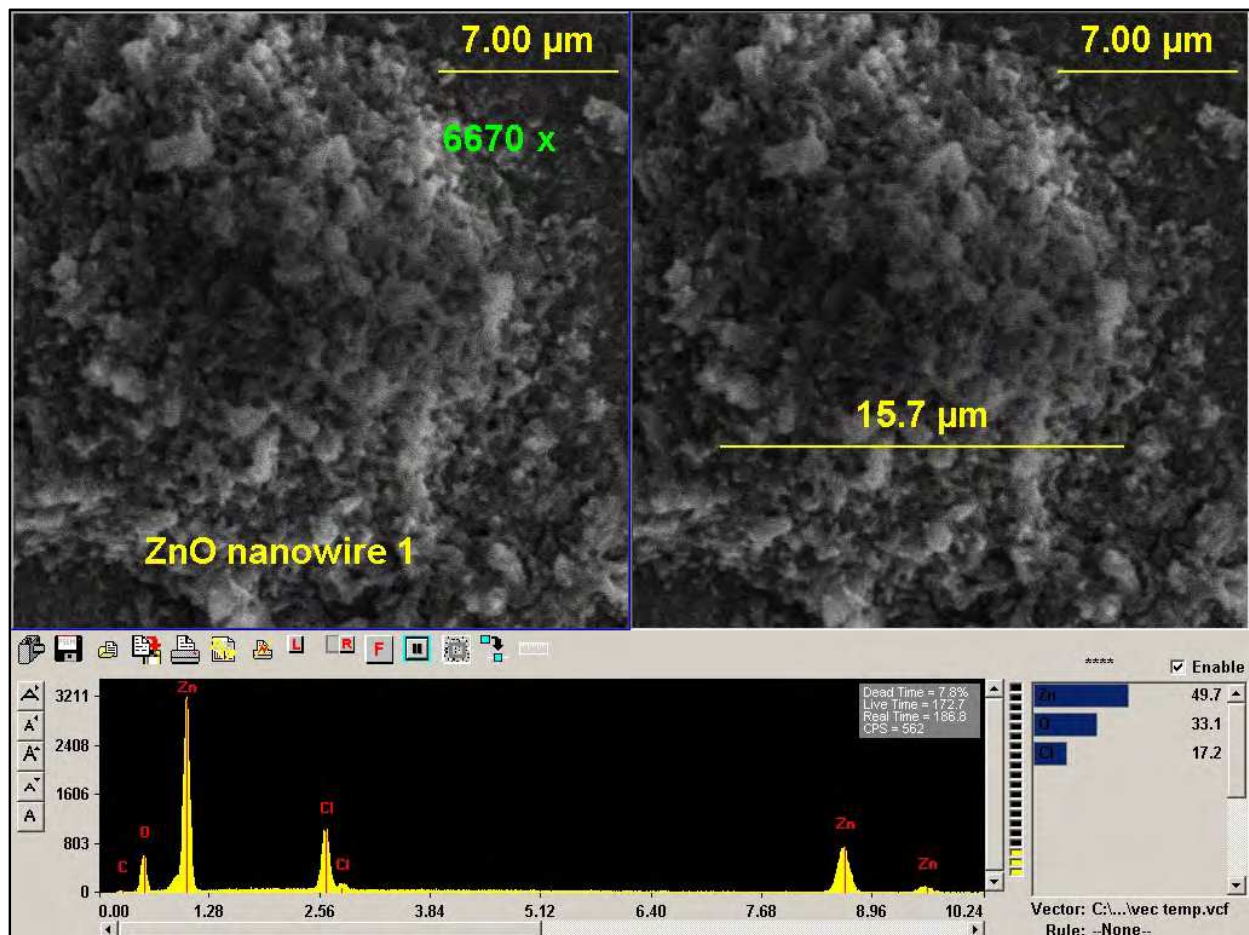 7.00 µm
7.00 µm
6670 x
15.7 µm
ZnO nanowire 1
L
R
F
****
Enable
3211
2408
1606
803
0
C
O
Zn
Cl
Cl
Zn
Zn
Dead Time = 7.8%
Live Time = 172.7
Real Time = 186.8
CPS = 562
Zn 49.7
O 33.1
Cl 17.2
A
A
A
A
A
0.00 1.28 2.56 3.84 5.12 6.40 7.68 8.96 10.24
Vector: C:\...\vec temp.vcf
Rule: --None--